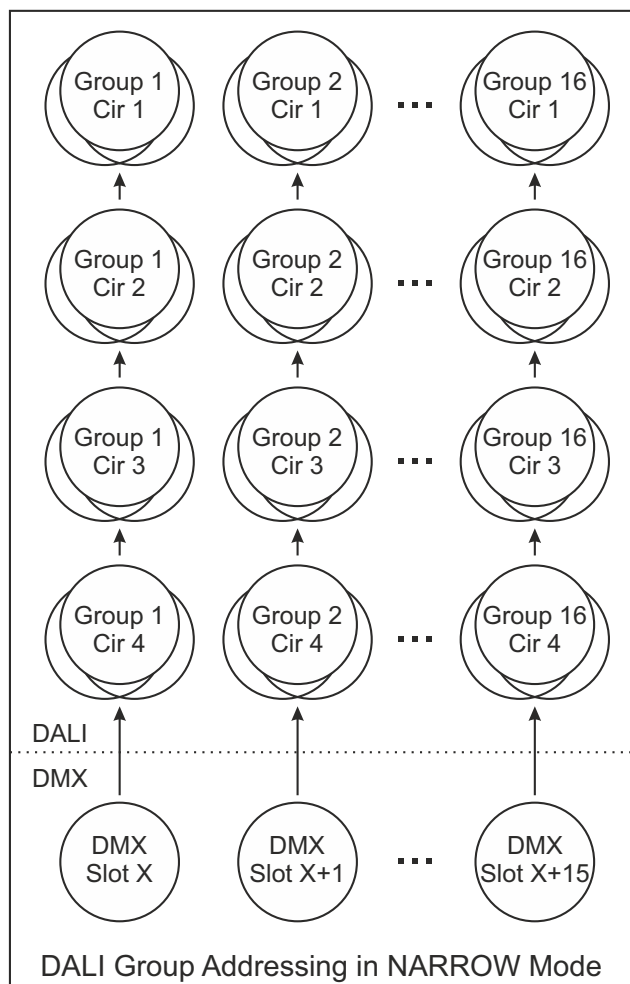 Group 1
Cir 1
Group 2
Cir 1
Group 16
Cir 1
Group 1
Cir 2
Group 2
Cir 2
Group 16
Cir 2
Group 1
Cir 3
Group 2
Cir 3
Group 16
Cir 3
Group 1
Cir 4
Group 2
Cir 4
Group 16
Cir 4
DALI
DMX
DMX
Slot X
DMX
Slot X+1
DMX
Slot X+15
DALI Group Addressing in NARROW Mode